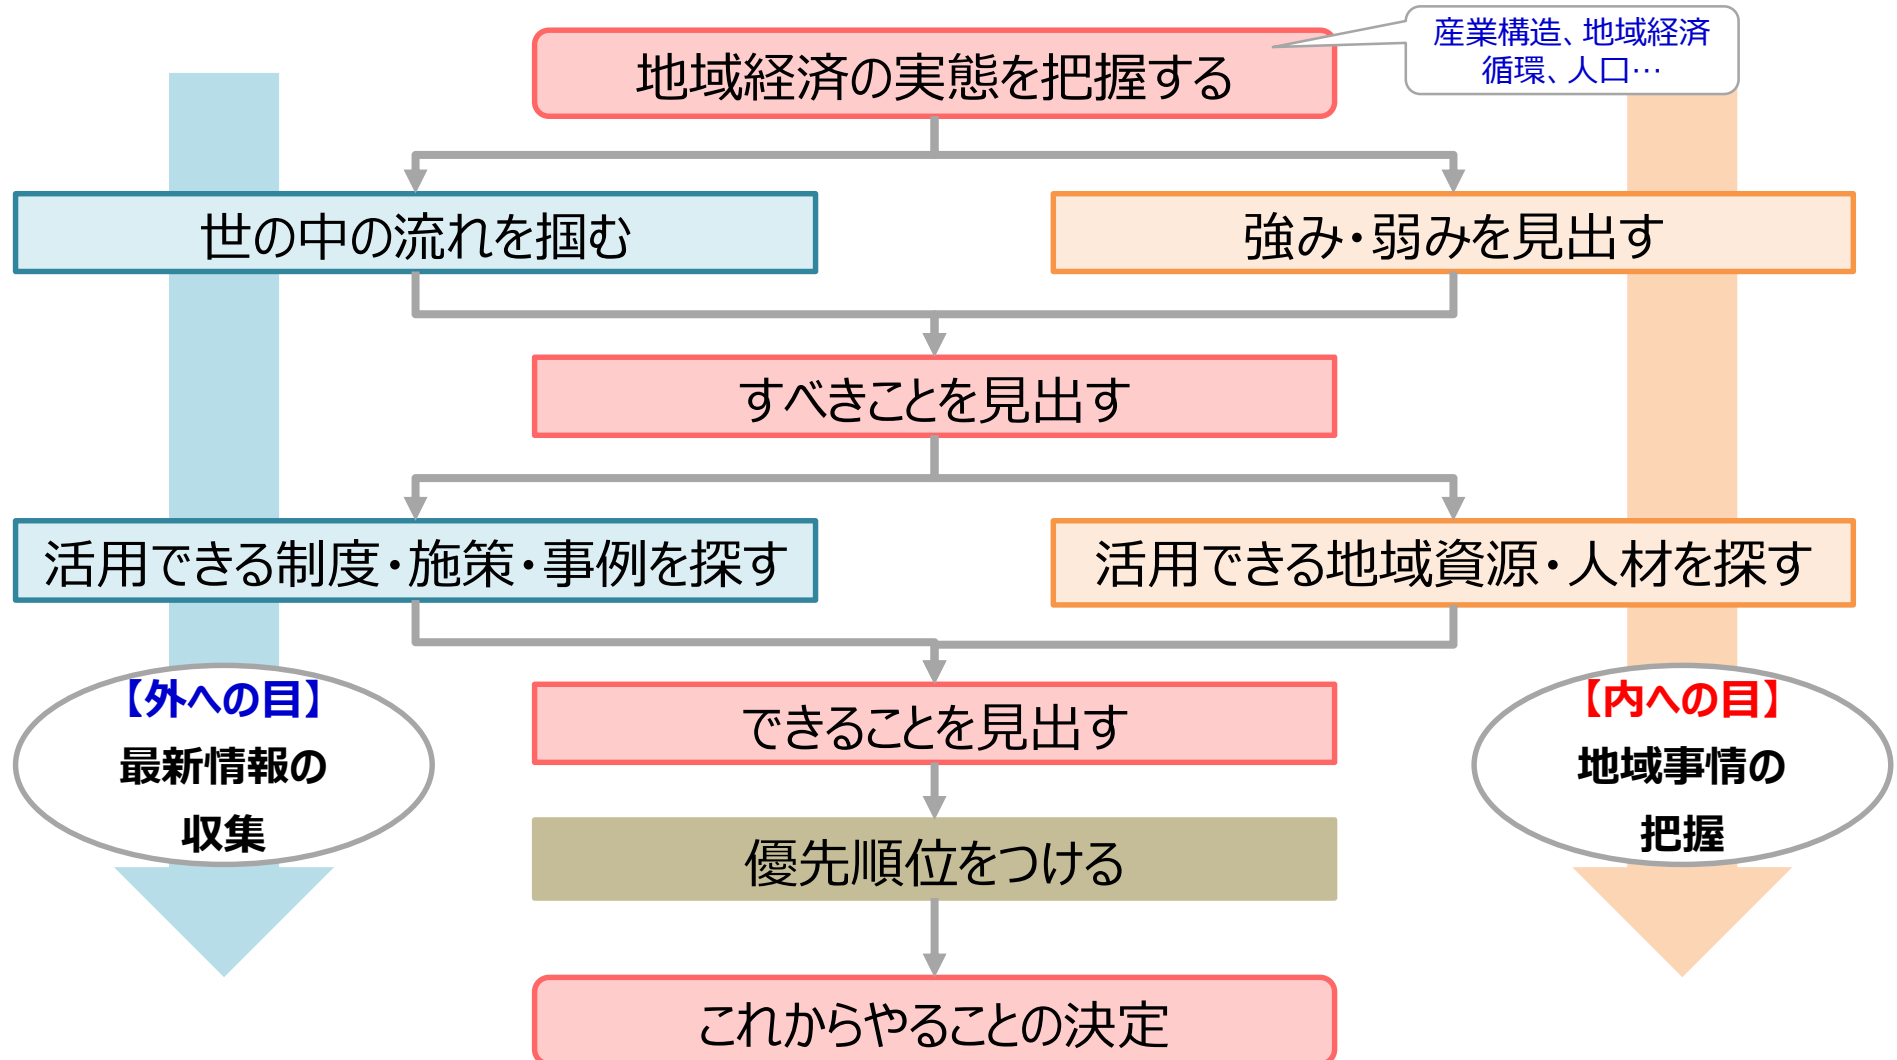 産業構造、地域経済
循環、人口…
地域経済の実態を把握する
世の中の流れを掴む
強み・弱みを見出す
すべきことを見出す
活用できる制度・施策・事例を探す
活用できる地域資源・人材を探す
【外への目】
最新情報の
収集
できることを見出す
【内への目】
地域事情の
把握
優先順位をつける
これからやることの決定